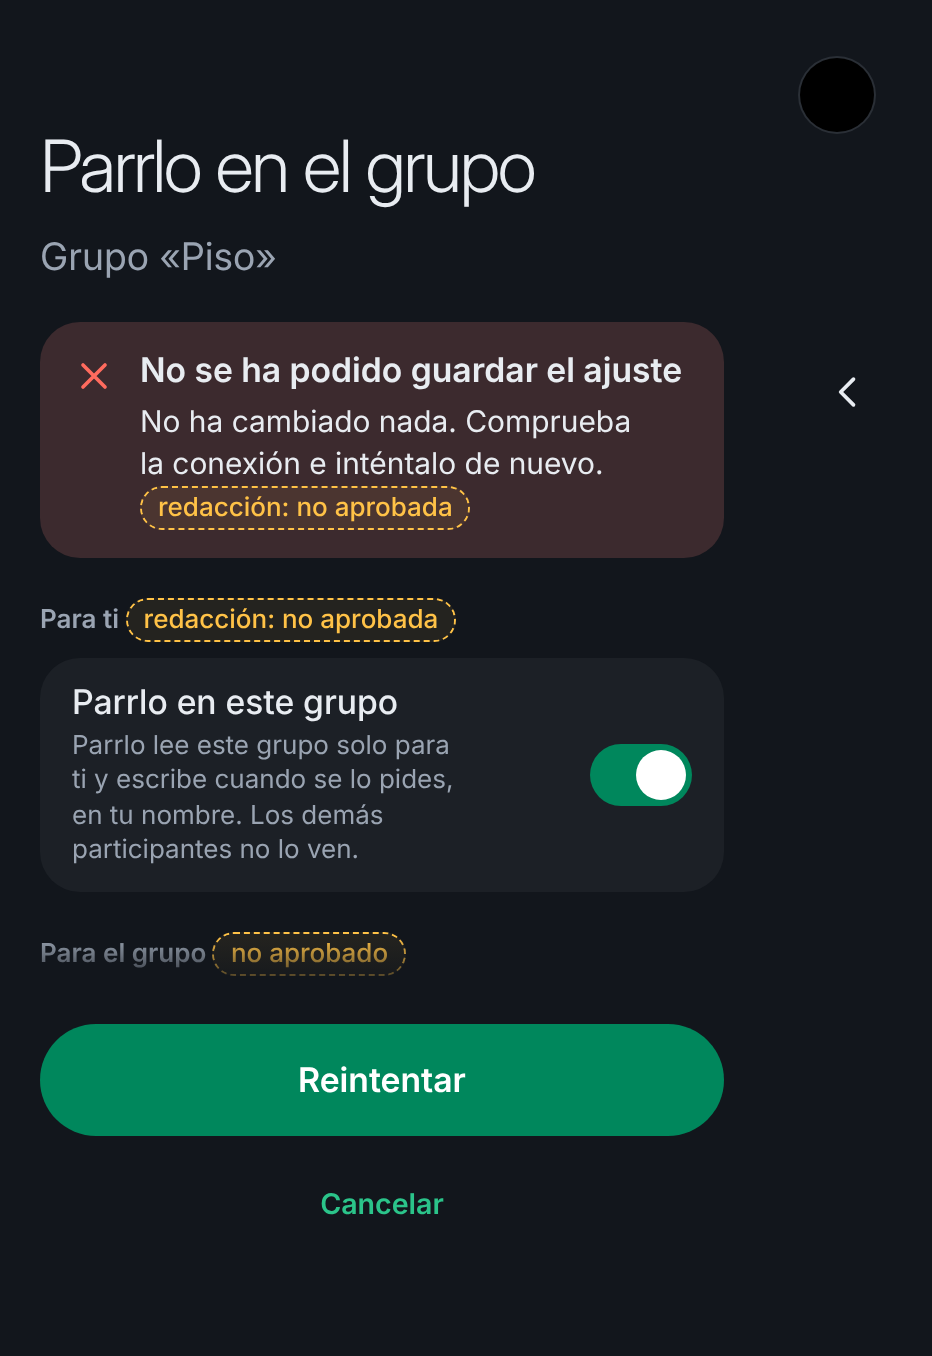 Parrlo en el grupo
Grupo «Piso»
No se ha podido guardar el ajuste
No ha cambiado nada. Comprueba
la conexión e inténtalo de nuevo.
redacción: no aprobada
Para ti redacción: no aprobada
Parrlo en este grupo
Parrlo lee este grupo solo para
ti y escribe cuando se lo pides,
en tu nombre. Los demás
participantes no lo ven.
Para el grupo no aprobado
Reintentar
Cancelar